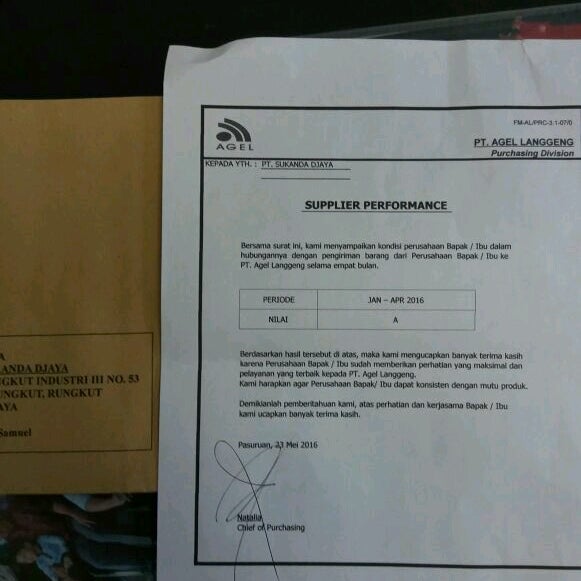 FM-AL/PRC-3.1-07/0
AGEL
PT. AGEL LANGGENG
Purchasing Division
KEPADA YTH. : PT. SUKANDA DJAYA
SUPPLIER PERFORMANCE
Bersama surat ini, kami menyampaikan kondisi perusahaan Bapak / Ibu dalam
hubungannya dengan pengiriman barang dari Perusahaan Bapak / Ibu ke
PT. Agel Langgeng selama empat bulan.
PERIODE JAN – APR 2016
NILAI A
Berdasarkan hasil tersebut di atas, maka kami mengucapkan banyak terima kasih
karena Perusahaan Bapak / Ibu sudah memberikan perhatian yang maksimal dan
pelayanan yang terbaik kepada PT. Agel Langgeng.
Kami harapkan agar Perusahaan Bapak/ Ibu dapat konsisten dengan mutu produk.
Demikianlah pemberitahuan kami, atas perhatian dan kerjasama Bapak / Ibu
kami ucapkan banyak terima kasih.
Pasuruan, 23 Mei 2016
Natalia
Chief of Purchasing
A
ANDA DJAYA
GKUT INDUSTRI III NO. 53
UNGKUT, RUNGKUT
AYA
Samuel